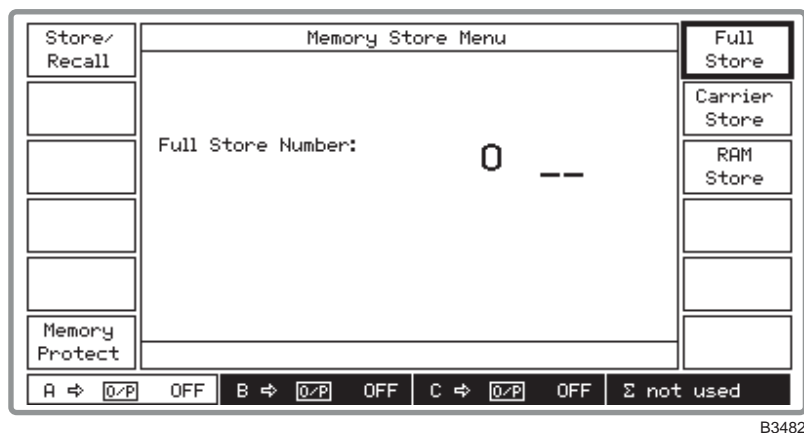 Store/
Recall
Memory Store Menu
Full
Store
Carrier
Store
Full Store Number:
0 __
RAM
Store
Memory
Protect
A ⇨ O/P OFF
B ⇨ O/P OFF
C ⇨ O/P OFF
Σ not used
B3482